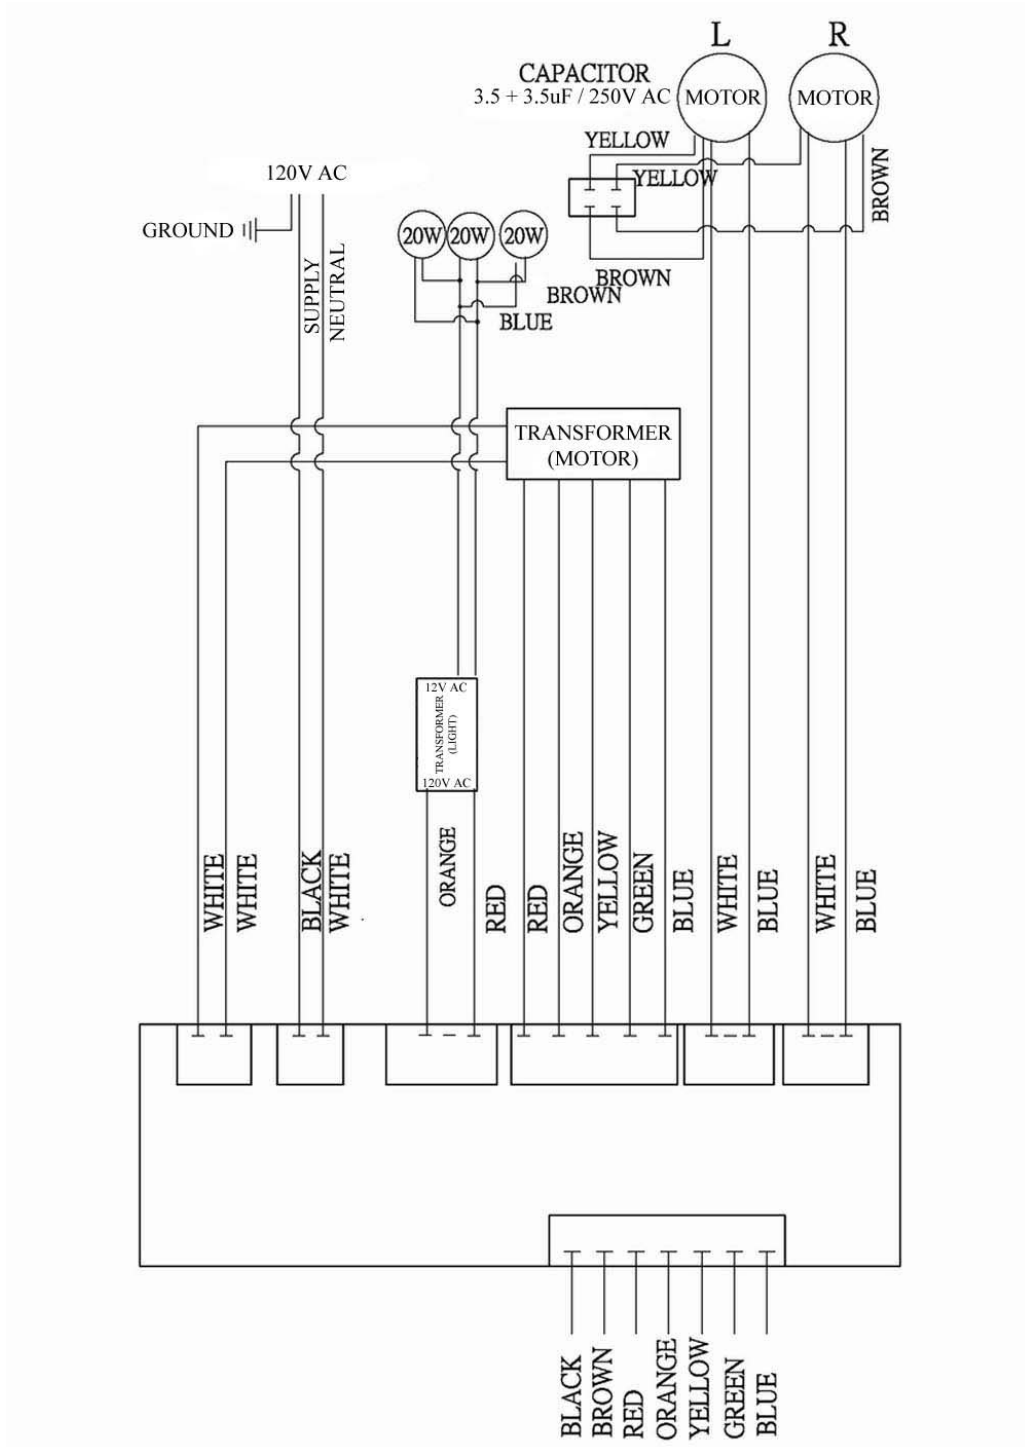 L
R
CAPACITOR
3.5 + 3.5uF / 250V AC
MOTOR
MOTOR
YELLOW
YELLOW
BROWN
120V AC
GROUND
SUPPLY
NEUTRAL
20W
20W
20W
BROWN
BROWN
BLUE
TRANSFORMER
(MOTOR)
12V AC
TRANSFORMER
(LIGHT)
120V AC
WHITE
WHITE
BLACK
WHITE
ORANGE
RED
RED
ORANGE
YELLOW
GREEN
BLUE
WHITE
BLUE
WHITE
BLUE
BLACK
BROWN
RED
ORANGE
YELLOW
GREEN
BLUE